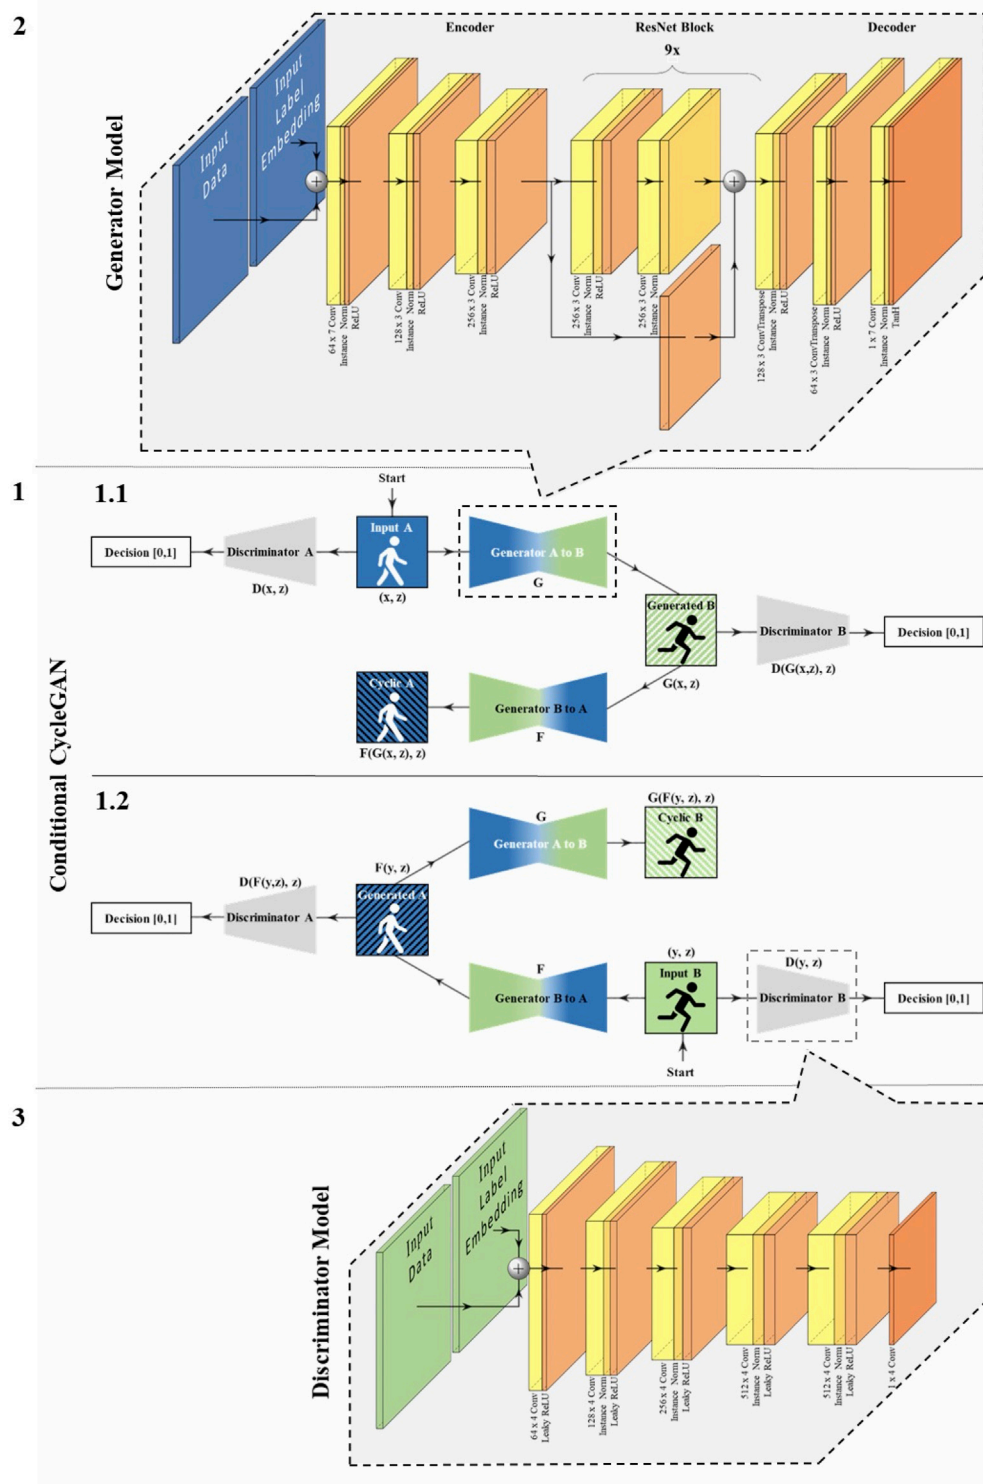 2
Generator Model
Encoder
ResNet Block
9x
Decoder
Input
Data
Input
Label
Embedding
64 x 7 Conv
Instance Norm
ReLU
128 x 3 Conv
Instance Norm
ReLU
256 x 3 Conv
Instance Norm
ReLU
256 x 3 Conv
Instance Norm
ReLU
256 x 3 Conv
Instance Norm
128 x 3 ConvTranspose
Instance Norm
ReLU
64 x 3 ConvTranspose
Instance Norm
ReLU
1 x 7 Conv
Instance Norm
TanH
1
Conditional CycleGAN
1.1
Start
Decision [0,1]
Discriminator A
D(x, z)
Input A
(x, z)
Generator A to B
G
Generated B
G(x, z)
Discriminator B
D(G(x,z), z)
Decision [0,1]
Cyclic A
F(G(x, z), z)
Generator B to A
F
1.2
G
Generator A to B
G(F(y, z), z)
Cyclic B
F(y, z)
Generated A
D(F(y,z), z)
Discriminator A
Decision [0,1]
F
Generator B to A
(y, z)
Input B
Start
D(y, z)
Discriminator B
Decision [0,1]
3
Discriminator Model
Input
Data
Input
Label
Embedding
64 x 4 Conv
Leaky ReLU
128 x 4 Conv
Instance Norm
Leaky ReLU
256 x 4 Conv
Instance Norm
Leaky ReLU
512 x 4 Conv
Instance Norm
Leaky ReLU
512 x 4 Conv
Instance Norm
Leaky ReLU
1 x 4 Conv